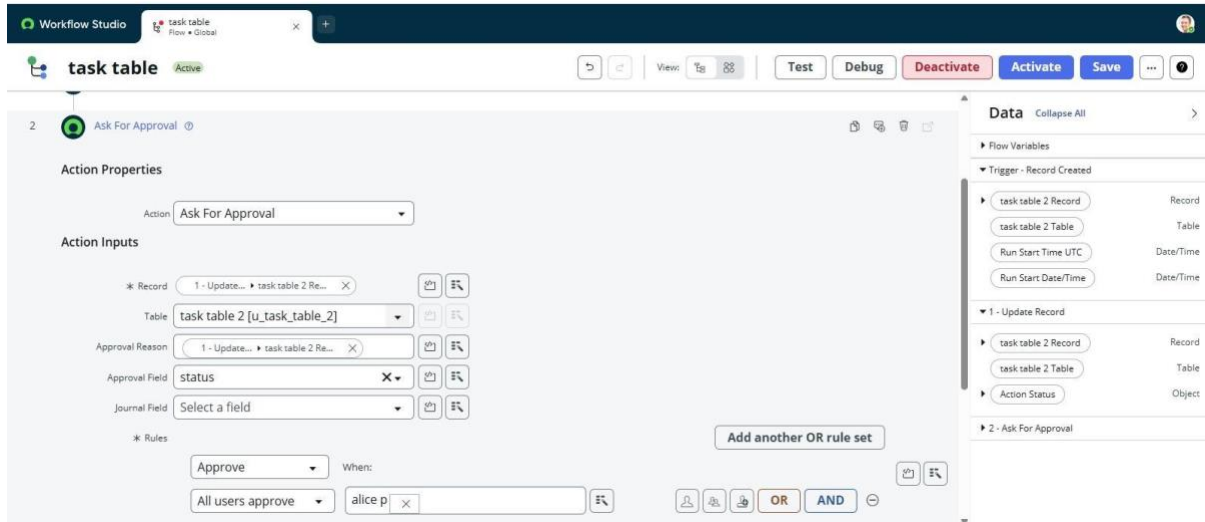 Workflow Studio
task table
Flow • Global
task table Active
View:
Test
Debug
Deactivate
Activate
Save
2
Ask For Approval
Action Properties
Action Ask For Approval
Action Inputs
* Record 1 - Update... ▸ task table 2 Re...
Table task table 2 [u_task_table_2]
Approval Reason 1 - Update... ▸ task table 2 Re...
Approval Field status
Journal Field Select a field
* Rules
Add another OR rule set
Approve When:
All users approve alice p OR AND
Data Collapse All
Flow Variables
Trigger - Record Created
task table 2 Record Record
task table 2 Table Table
Run Start Time UTC Date/Time
Run Start Date/Time Date/Time
1 - Update Record
task table 2 Record Record
task table 2 Table Table
Action Status Object
2 - Ask For Approval